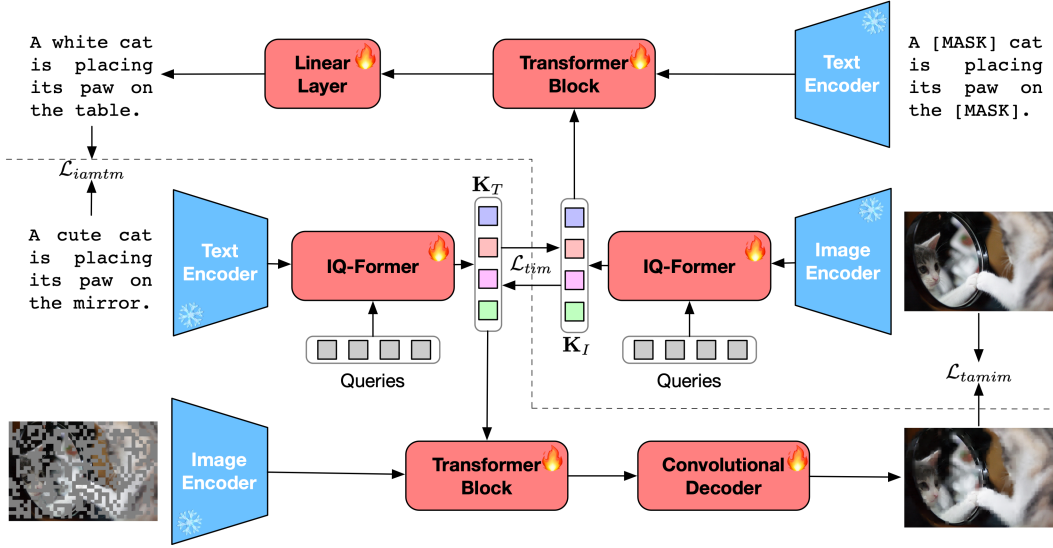 A white cat
is placing
its paw on
the table.
Linear
Layer
Transformer
Block
Text
Encoder
A [MASK] cat
is placing
its paw on
the [MASK].
ℒiamtm
A cute cat
is placing
its paw on
the mirror.
Text
Encoder
IQ-Former
Queries
K_T
ℒtim
K_I
IQ-Former
Queries
Image
Encoder
ℒtamim
Image
Encoder
Transformer
Block
Convolutional
Decoder